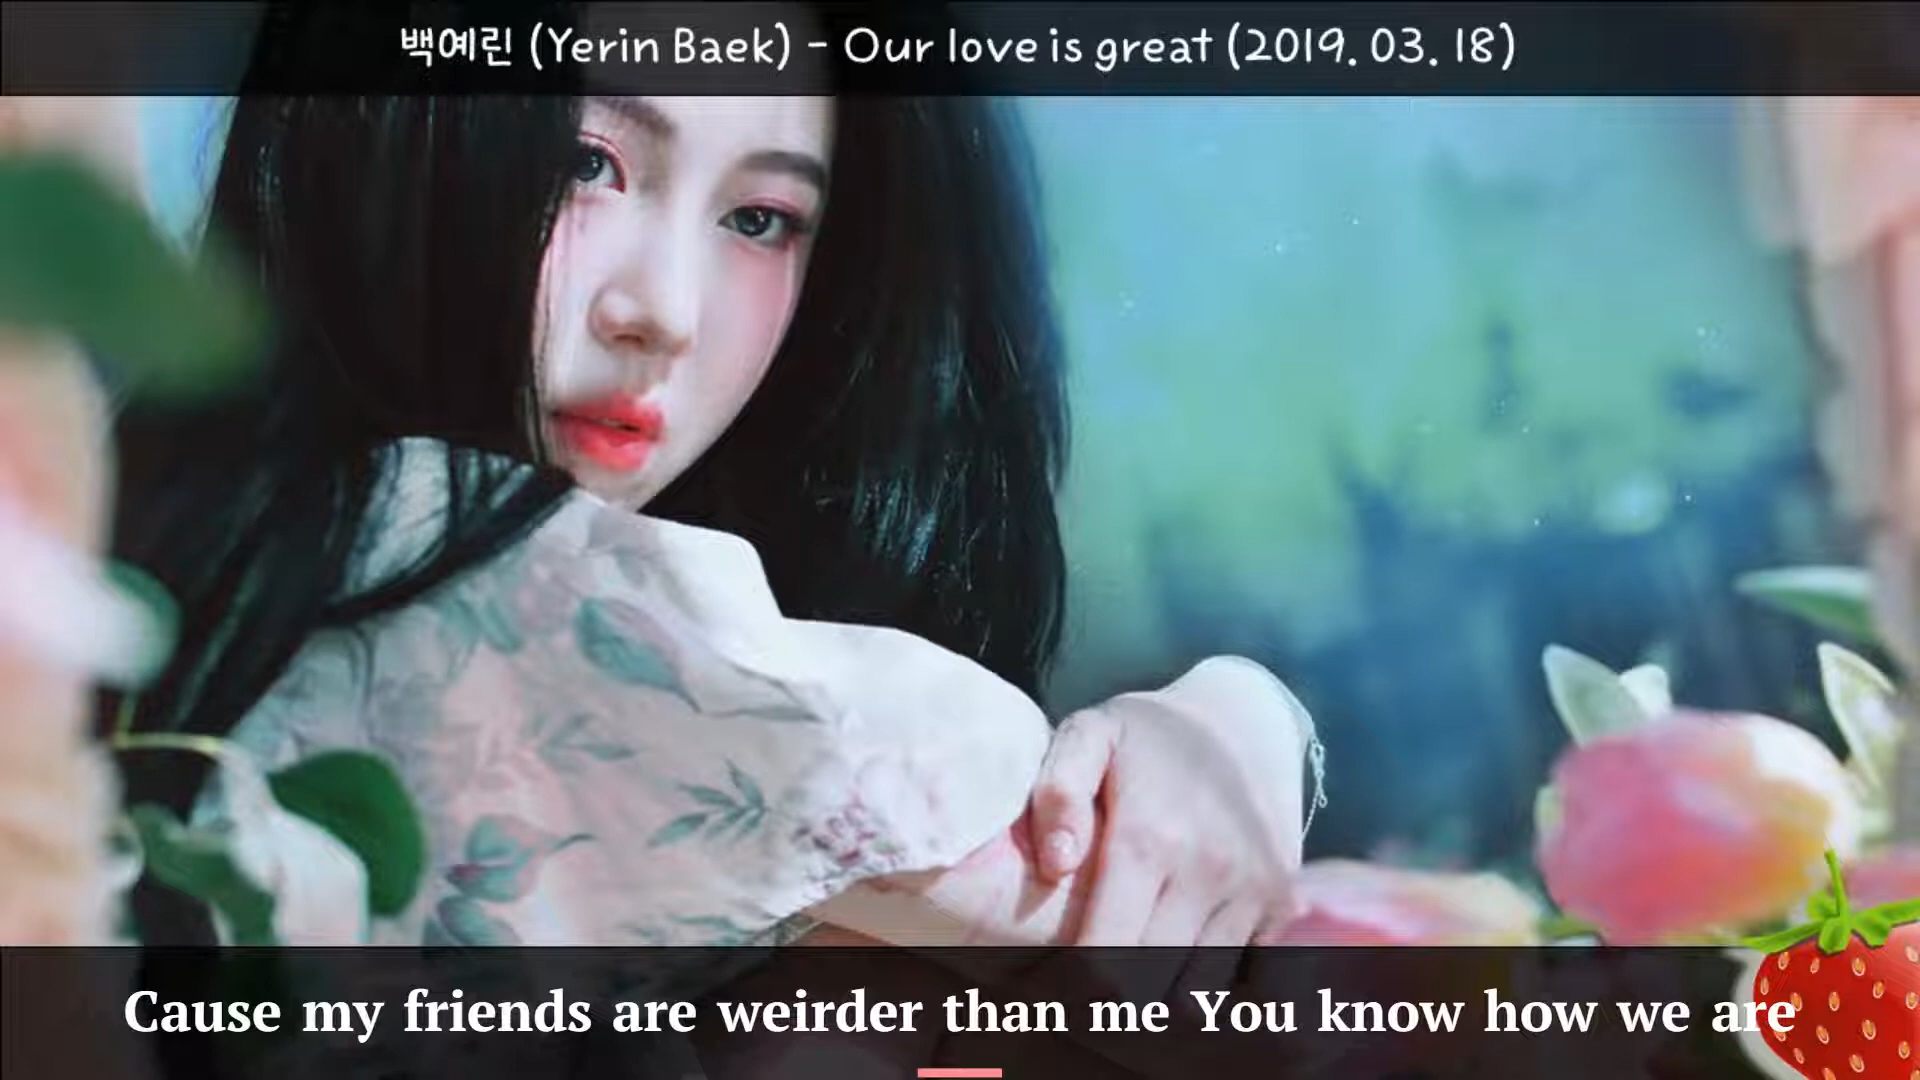 백예린 (Yerin Baek) - Our love is great (2019. 03. 18)
Cause my friends are weirder than me You know how we are